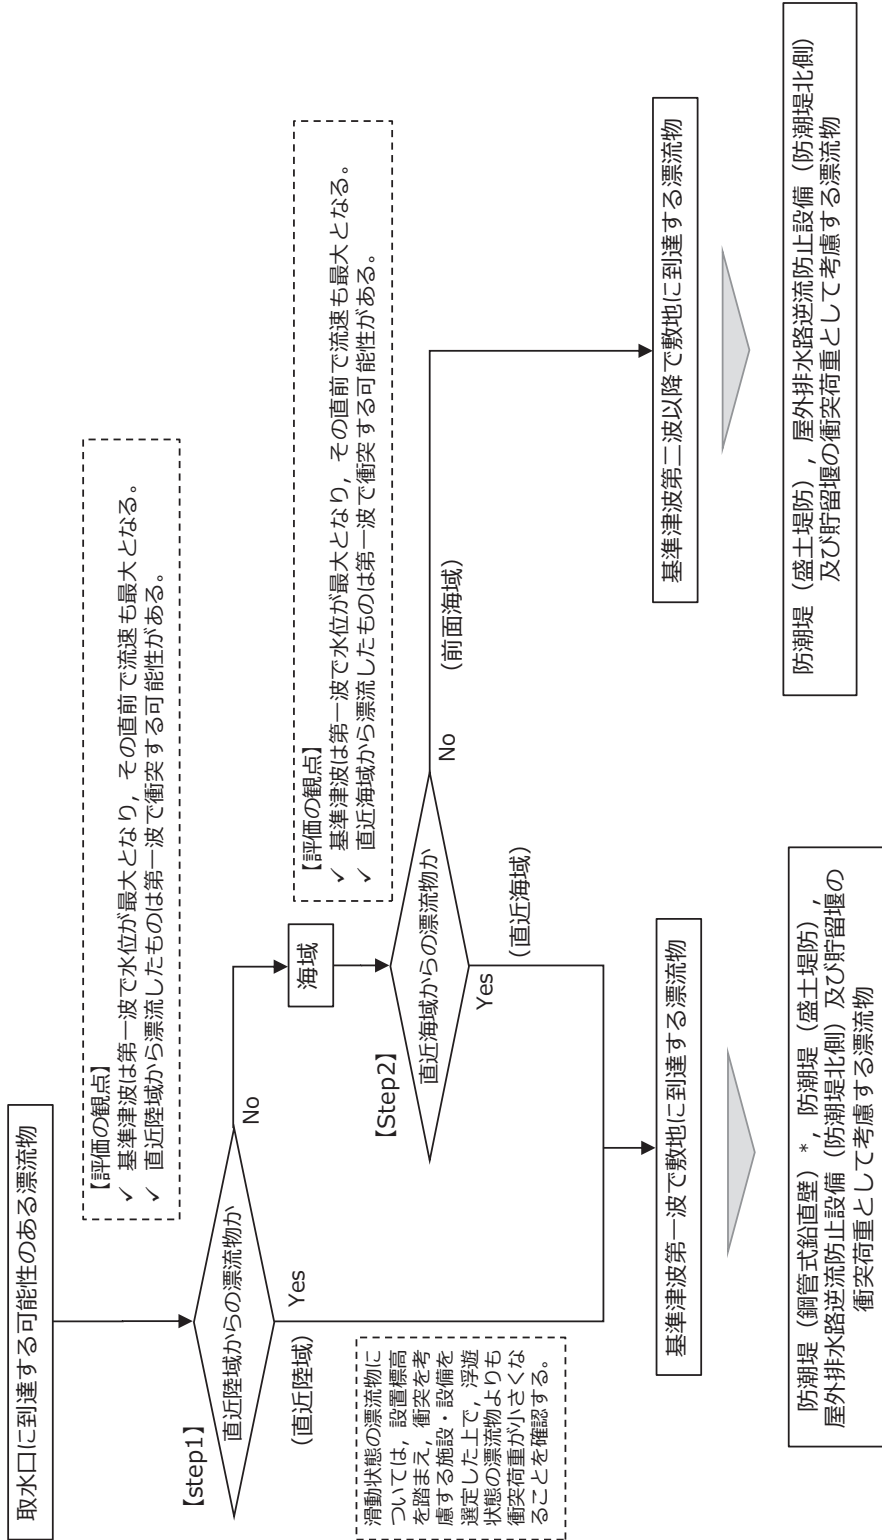 取水口に到達する可能性のある漂流物
【評価の観点】
✓ 基準津波は第一波で水位が最大となり，その直前で流速も最大となる。
✓ 直近陸域から漂流したものは第一波で衝突する可能性がある。
【step1】
直近陸域からの漂流物か
No
Yes
（直近陸域）
海域
【評価の観点】
✓ 基準津波は第一波で水位が最大となり，その直前で流速も最大となる。
✓ 直近海域から漂流したものは第一波で衝突する可能性がある。
【Step2】
直近海域からの漂流物か
No
（前面海域）
Yes
（直近海域）
滑動状態の漂流物に
ついては，設置標高
を踏まえ，衝突を考
慮する施設・設備を
選定した上で，浮遊
状態の漂流物よりも
衝突荷重が小さくな
ることを確認する。
基準津波第一波で敷地に到達する漂流物
基準津波第二波以降で敷地に到達する漂流物
防潮堤（鋼管式鉛直壁）*，防潮堤（盛土堤防），
屋外排水路逆流防止設備（防潮堤北側）及び貯留堰の
衝突荷重として考慮する漂流物
防潮堤（盛土堤防），屋外排水路逆流防止設備（防潮堤北側）
及び貯留堰の衝突荷重として考慮する漂流物